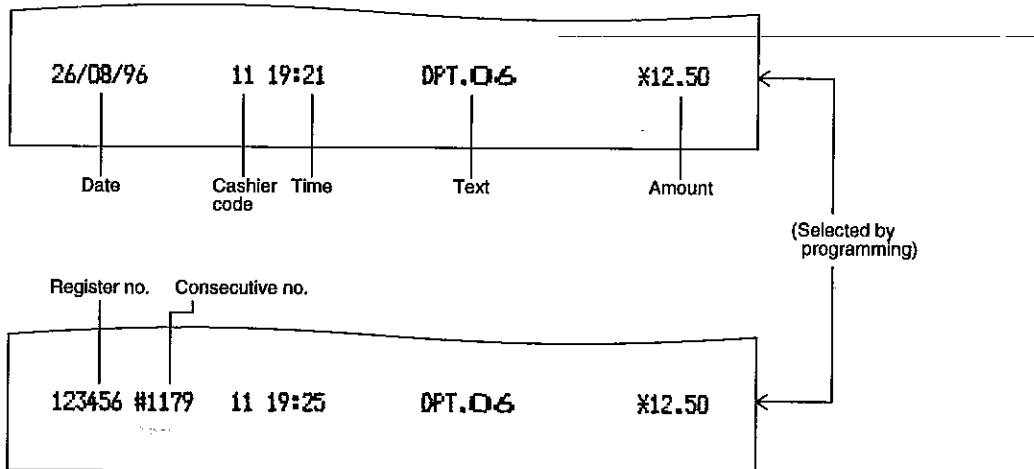 26/08/96 11 19:21 DPT.06 ¥12.50
Date Cashier code Time Text Amount
(Selected by programming)
Register no. Consecutive no.
123456 #1179 11 19:25 DPT.06 ¥12.50